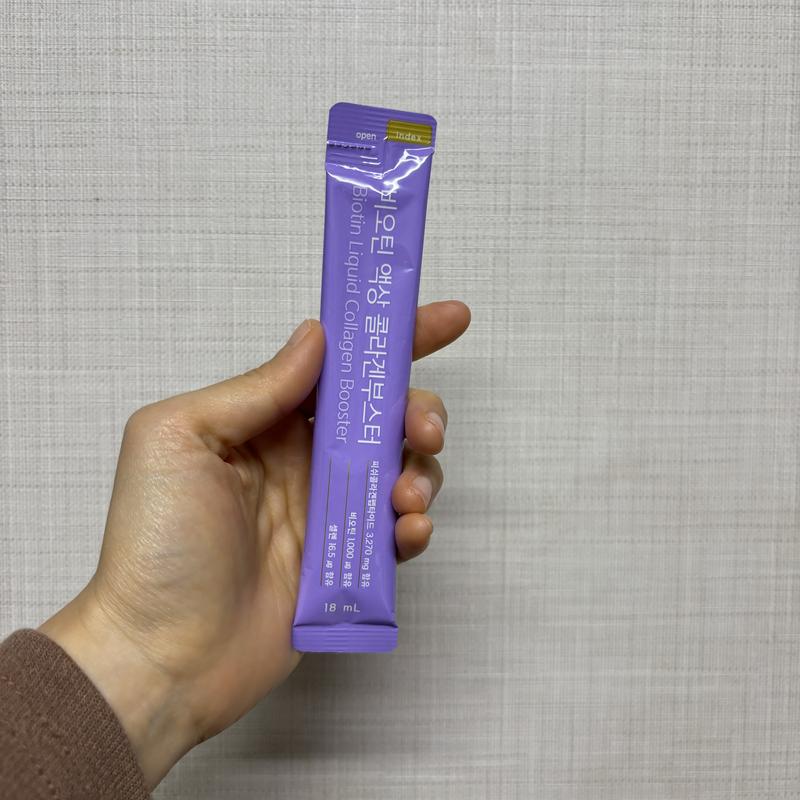 open
index
비오틴 액상 콜라겐부스터
Biotin Liquid Collagen Booster
피쉬콜라겐펩타이드 3,270 mg 함유
비오틴 1,000 ㎍ 함유
셀렌 16.5 ㎍ 함유
18 mL